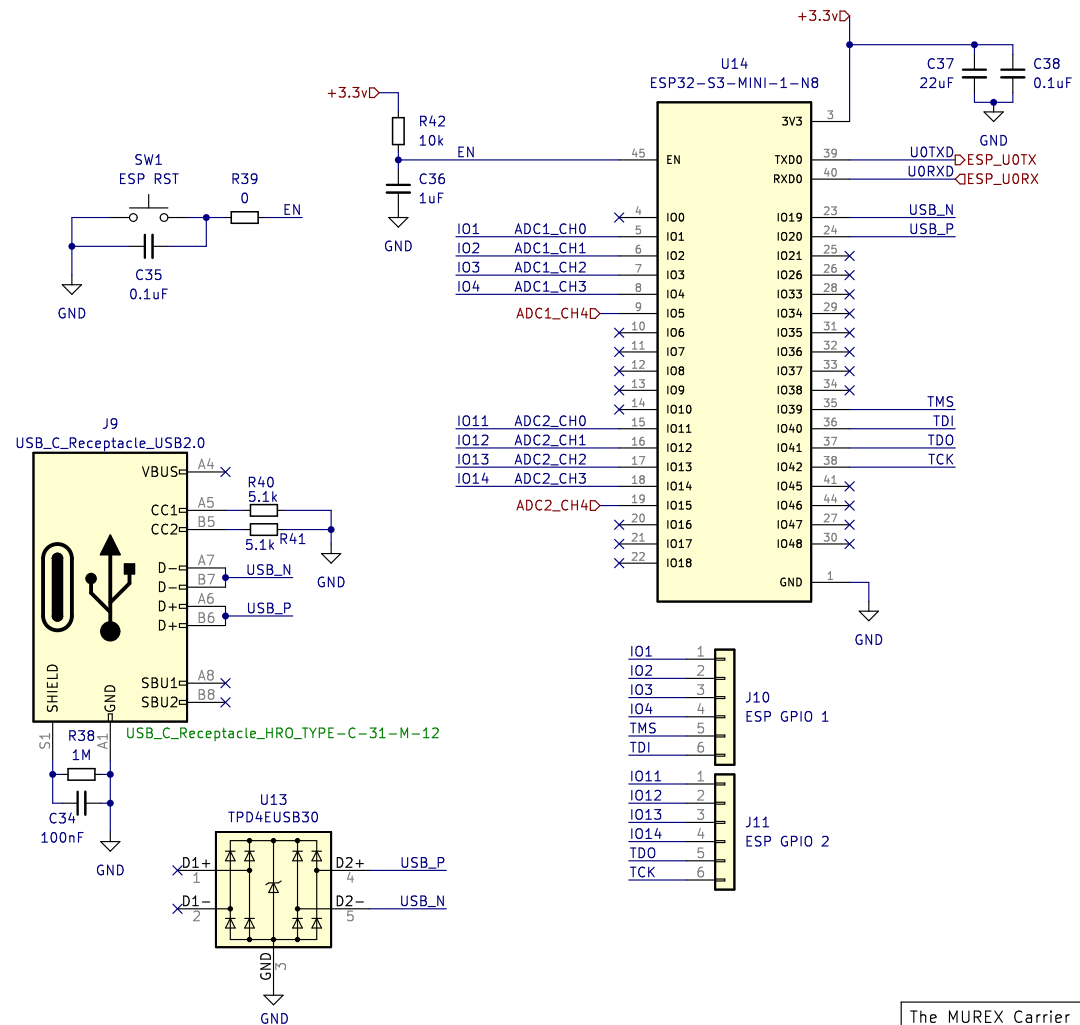 +3.3v
U14
ESP32-S3-MINI-1-N8
C37
22uF
C38
0.1uF
GND
+3.3v
R42
10k
EN
C36
1uF
GND
SW1
ESP RST
R39
0
EN
C35
0.1uF
GND
3 3V3
45 EN
TXD0 39 U0TXD ESP_U0TX
RXD0 40 U0RXD ESP_U0RX
4 IO0
IO1 ADC1_CH0 5 IO1
IO2 ADC1_CH1 6 IO2
IO3 ADC1_CH2 7 IO3
IO4 ADC1_CH3 8 IO4
ADC1_CH4 9 IO5
10 IO6
11 IO7
12 IO8
13 IO9
14 IO10
IO11 ADC2_CH0 15 IO11
IO12 ADC2_CH1 16 IO12
IO13 ADC2_CH2 17 IO13
IO14 ADC2_CH3 18 IO14
ADC2_CH4 19 IO15
20 IO16
21 IO17
22 IO18
IO19 23 USB_N
IO20 24 USB_P
IO21 25
IO26 26
IO33 28
IO34 29
IO35 31
IO36 32
IO37 33
IO38 34
IO39 35 TMS
IO40 36 TDI
IO41 37 TDO
IO42 38 TCK
IO45 41
IO46 44
IO47 27
IO48 30
GND 1
GND
J9
USB_C_Receptacle_USB2.0
VBUS A4
CC1 A5
CC2 B5
R40
5.1k
5.1k R41
GND
D- A7
D- B7
USB_N
D+ A6
D+ B6
USB_P
SBU1 A8
SBU2 B8
SHIELD
GND
S1
A1
USB_C_Receptacle_HRO_TYPE-C-31-M-12
R38
1M
C34
100nF
GND
U13
TPD4EUSB30
D1+ 1
D1- 2
D2+ 4 USB_P
D2- 5 USB_N
GND 3
GND
IO1 1
IO2 2
IO3 3
IO4 4
TMS 5
TDI 6
J10
ESP GPIO 1
IO11 1
IO12 2
IO13 3
IO14 4
TDO 5
TCK 6
J11
ESP GPIO 2
The MUREX Carrier